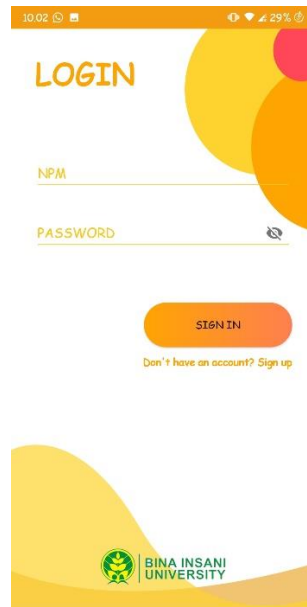 10.02 29%
LOGIN
NPM
PASSWORD
SIGN IN
Don't have an account? Sign up
BINA INSANI
UNIVERSITY